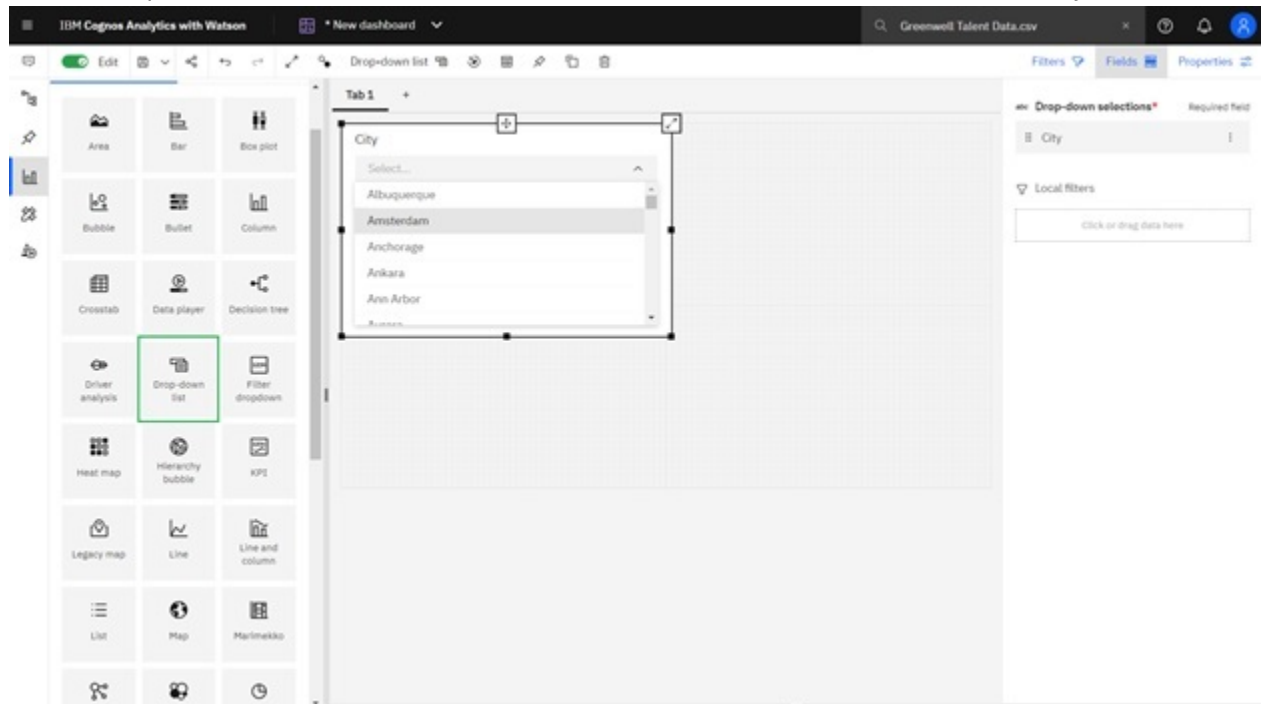 IBM Cognos Analytics with Watson
* New dashboard
Greenwell Talent Data.csv
Edit
Drop-down list
Filters
Fields
Properties
Tab 1 +
Area
Bar
Box plot
Bubble
Bullet
Column
Crosstab
Data player
Decision tree
Driver
analysis
Drop-down
list
Filter
dropdown
Heat map
Hierarchy
bubble
KPI
Legacy map
Line
Line and
column
List
Map
Marimekko
City
Select...
Albuquerque
Amsterdam
Anchorage
Ankara
Ann Arbor
abc Drop-down selections*
Required field
City
Local filters
Click or drag data here